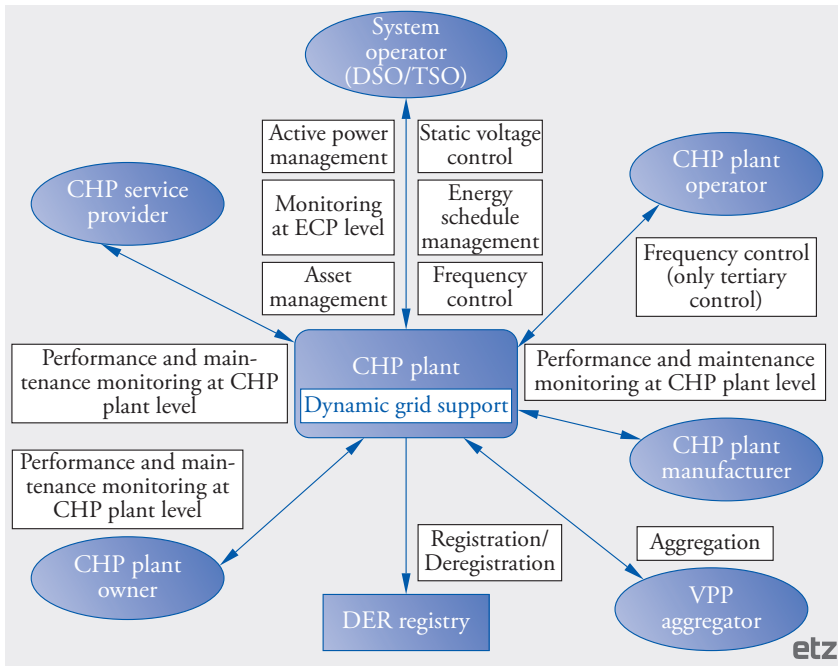 System
operator
(DSO/TSO)
Active power
management
Static voltage
control
CHP service
provider
Monitoring
at ECP level
Energy
schedule
management
CHP plant
operator
Asset
management
Frequency
control
Frequency control
(only tertiary
control)
Performance and main-
tenance monitoring at CHP
plant level
CHP plant
Dynamic grid support
Performance and maintenance
monitoring at CHP plant level
CHP plant
manufacturer
Performance and main-
tenance monitoring at
CHP plant level
Registration/
Deregistration
Aggregation
CHP plant
owner
DER registry
VPP
aggregator
etz